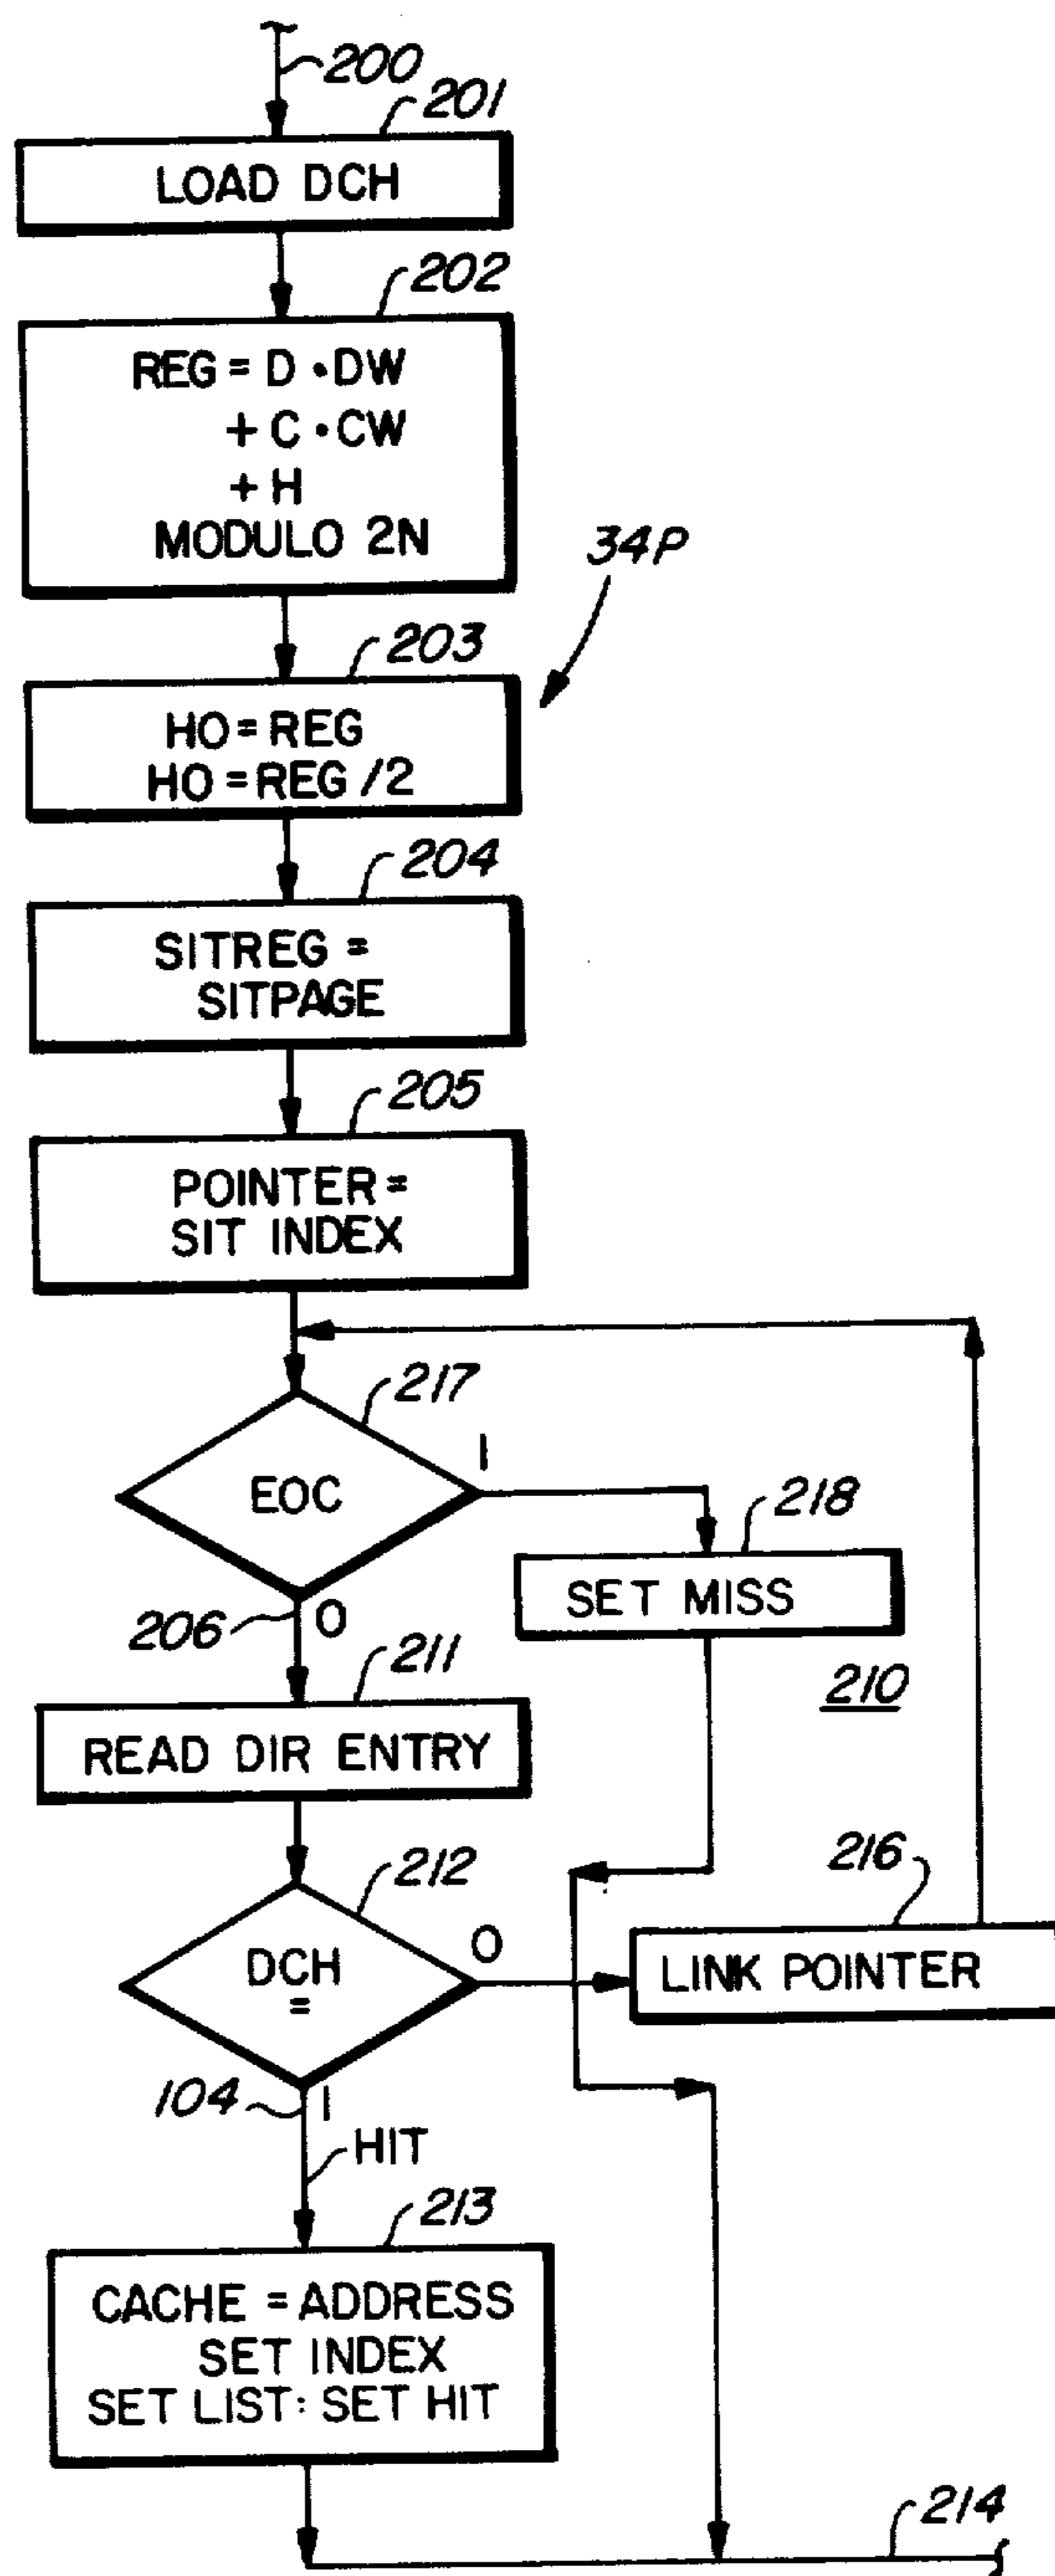 200
201
LOAD DCH
202
REG = D • DW
+ C • CW
+ H
MODULO 2N
34P
203
HO = REG
HO = REG /2
204
SITREG =
SITPAGE
205
POINTER =
SIT INDEX
217
EOC
1
218
SET MISS
206
0
211
210
READ DIR ENTRY
212
216
DCH
=
0
LINK POINTER
104
1
HIT
213
CACHE = ADDRESS
SET INDEX
SET LIST: SET HIT
214